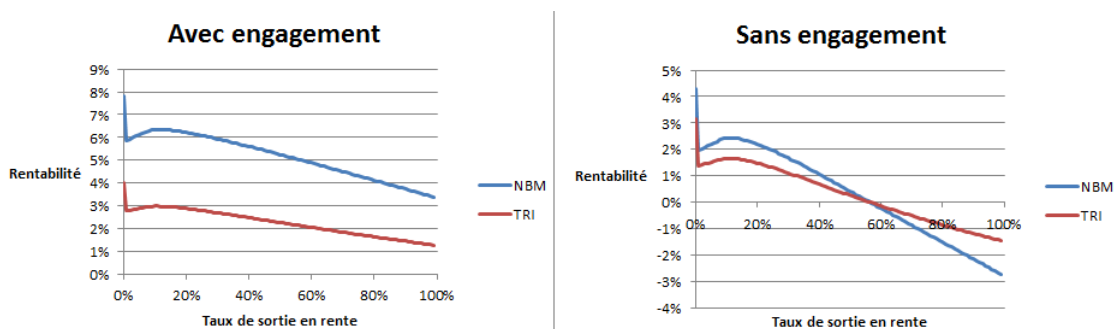 Avec engagement
9%
8%
7%
6%
5%
4%
3%
2%
1%
0%
Rentabilité
0% 20% 40% 60% 80% 100%
Taux de sortie en rente
NBM
TRI
Sans engagement
5%
4%
3%
2%
1%
0%
-1%
-2%
-3%
-4%
Rentabilité
0% 20% 40% 60% 80% 100%
Taux de sortie en rente
NBM
TRI